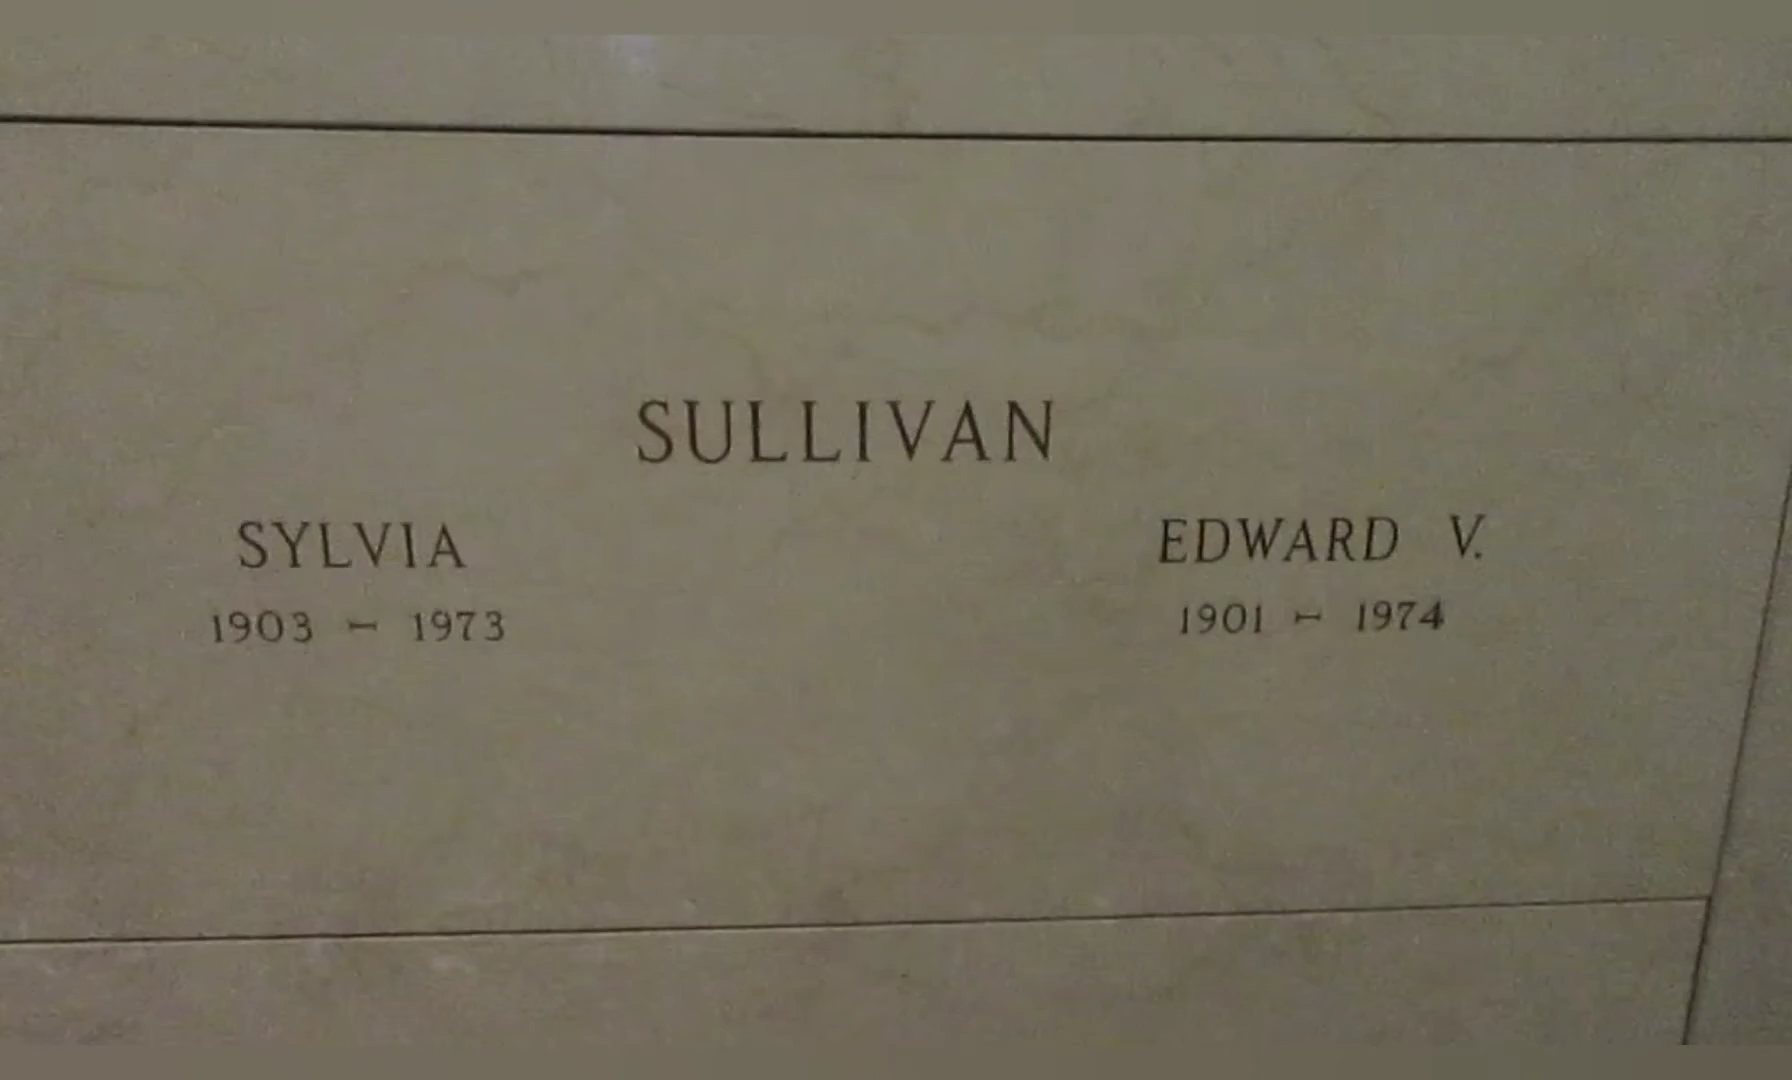 SULLIVAN
SYLVIA
1903 - 1973
EDWARD V.
1901 - 1974